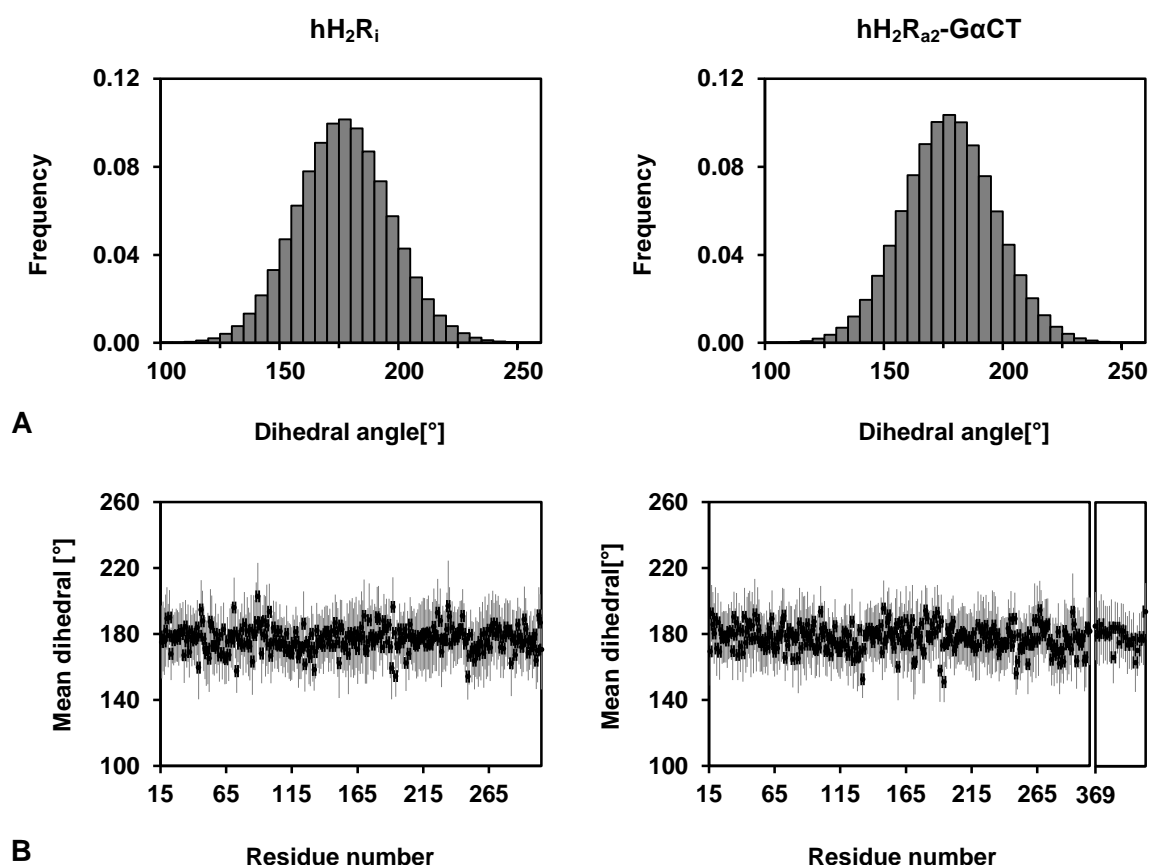 hH₂Rᵢ
hH₂Rₐ₂-GαCT
0.12
0.08
0.04
0.00
Frequency
100 150 200 250
Dihedral angle[°]
0.12
0.08
0.04
0.00
Frequency
100 150 200 250
Dihedral angle[°]
A
260
220
180
140
100
Mean dihedral [°]
15 65 115 165 215 265
Residue number
260
220
180
140
100
Mean dihedral[°]
15 65 115 165 215 265 369
Residue number
B